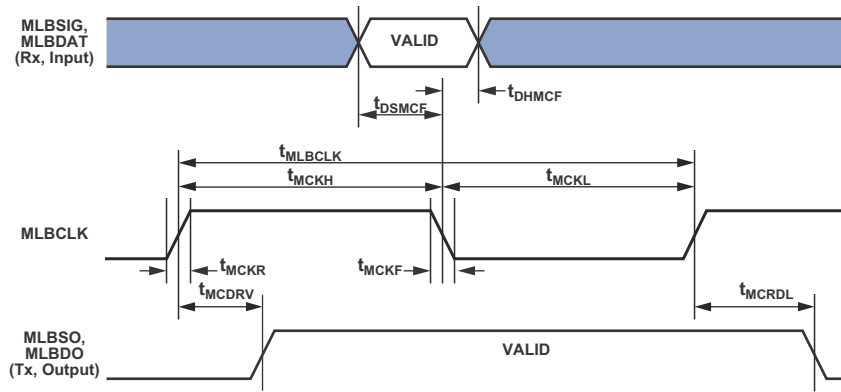 MLBSIG,
MLBDAT
(Rx, Input)
VALID
tDHMCF
tDSMCF
tMLBCLK
tMCKH
tMCKL
MLBCLK
tMCKR
tMCKF
tMCDRV
tMCRDL
MLBSO,
MLBDO
(Tx, Output)
VALID